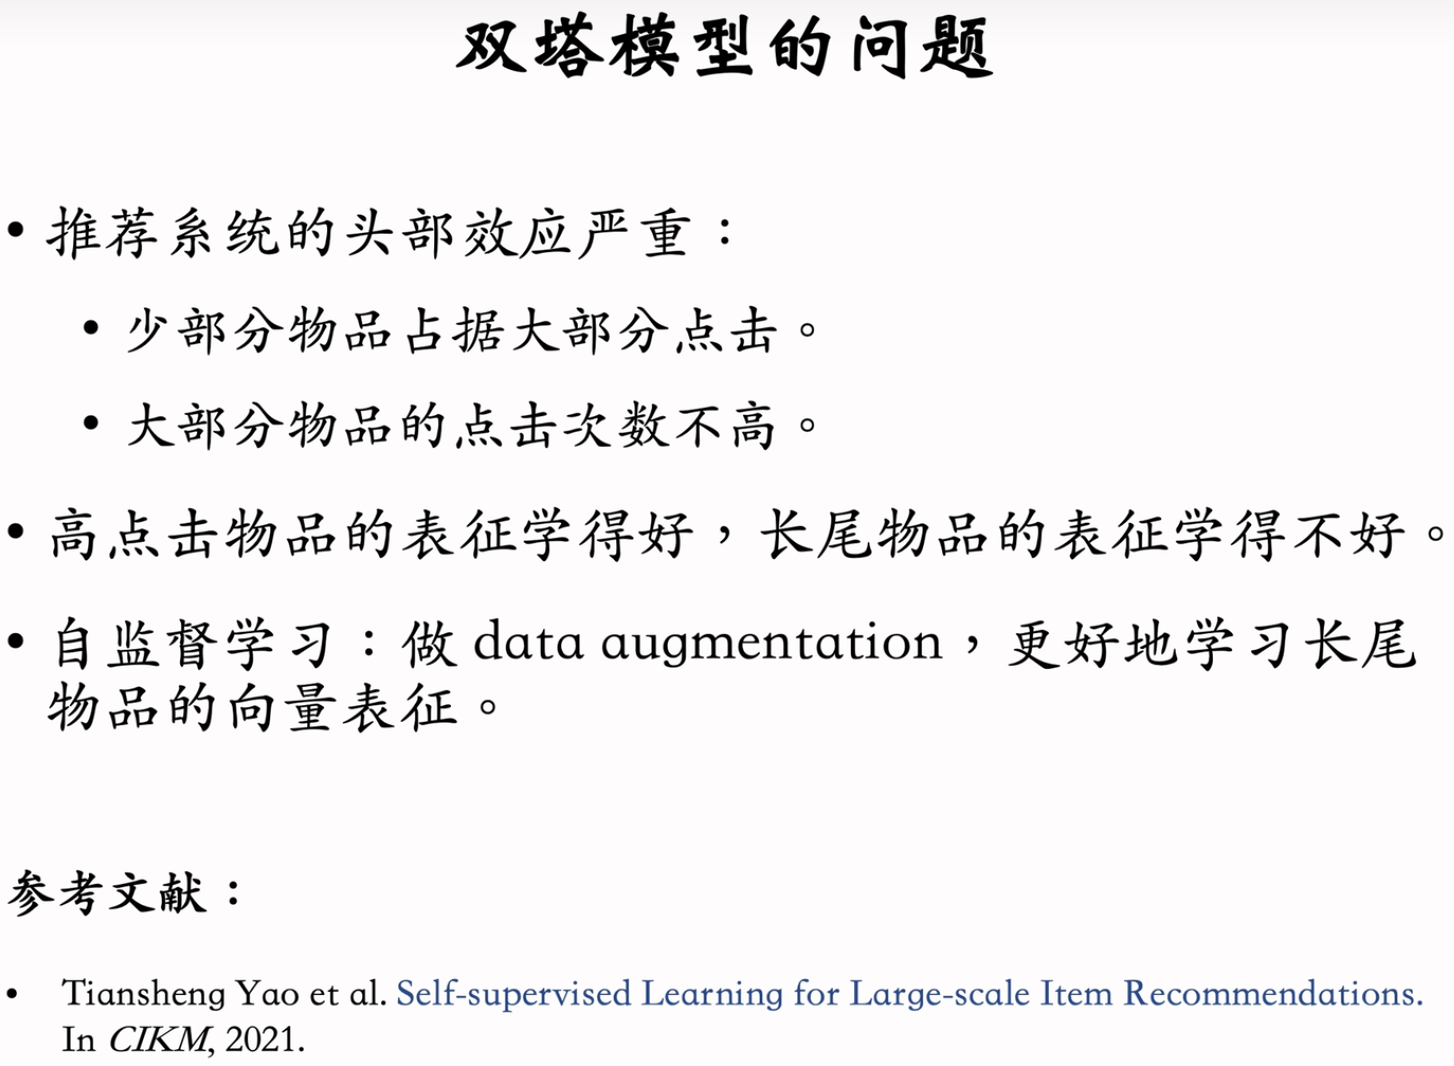 双塔模型的问题
• 推荐系统的头部效应严重：
• 少部分物品占据大部分点击。
• 大部分物品的点击次数不高。
• 高点击物品的表征学得好，长尾物品的表征学得不好。
• 自监督学习：做 data augmentation，更好地学习长尾
物品的向量表征。
参考文献：
• Tiansheng Yao et al. Self-supervised Learning for Large-scale Item Recommendations.
In CIKM, 2021.